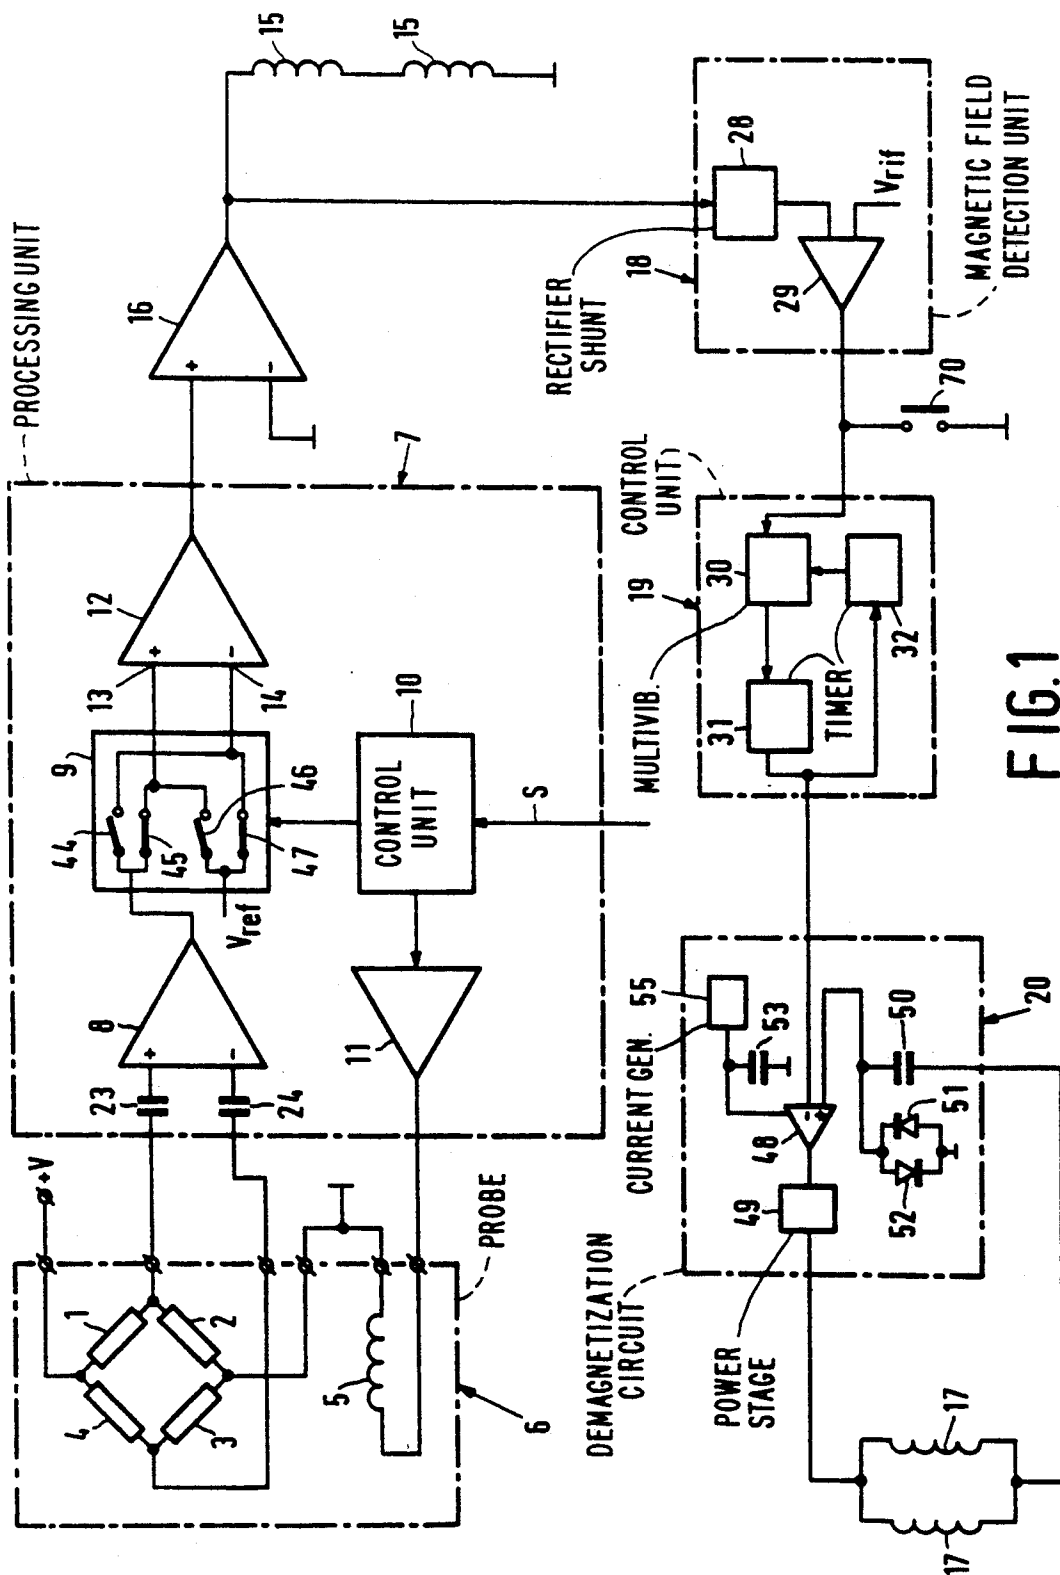 PROCESSING UNIT
16
15
15
12
7
13
+
14
-
+
-
9
44
45
46
47
Vref
10
CONTROL
UNIT
S
8
+
-
23
24
11
+V
1
2
3
4
5
PROBE
6
RECTIFIER
SHUNT
18
28
29
Vrif
MAGNETIC FIELD
DETECTION UNIT
70
CONTROL
UNIT
19
MULTIVIB.
30
31
32
TIMER
CURRENT GEN.
55
53
48
-
+
49
50
51
52
20
DEMAGNETIZATION
CIRCUIT
POWER
STAGE
17
17
FIG.1